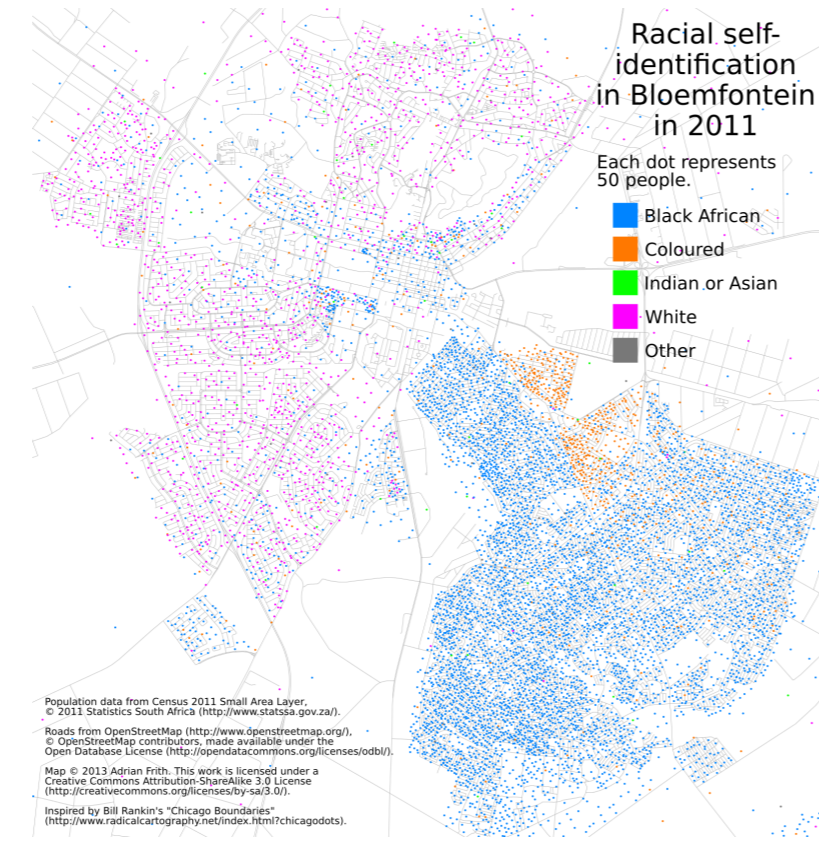 Racial self-
identification
in Bloemfontein
in 2011
Each dot represents
50 people.
Black African
Coloured
Indian or Asian
White
Other
Population data from Census 2011 Small Area Layer,
© 2011 Statistics South Africa (http://www.statssa.gov.za/).
Roads from OpenStreetMap (http://www.openstreetmap.org/),
© OpenStreetMap contributors, made available under the
Open Database License (http://opendatacommons.org/licenses/odbl/).
Map © 2013 Adrian Frith. This work is licensed under a
Creative Commons Attribution-ShareAlike 3.0 License
(http://creativecommons.org/licenses/by-sa/3.0/).
Inspired by Bill Rankin's "Chicago Boundaries"
(http://www.radicalcartography.net/index.html?chicagodots).